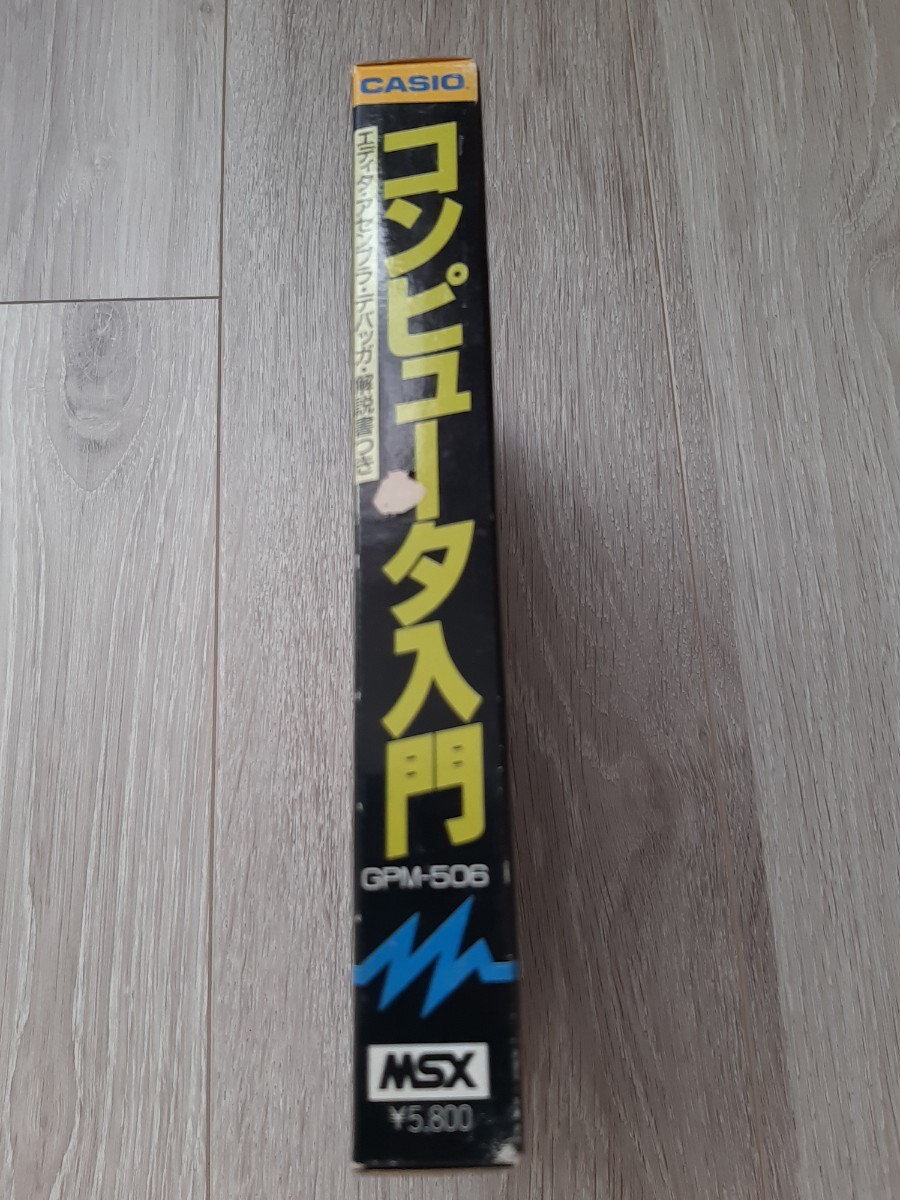 CASIO
コンピュータ入門
エディタ・アセンブラ・デバッガ・解説書つき
GPM-506
MSX
¥5,800